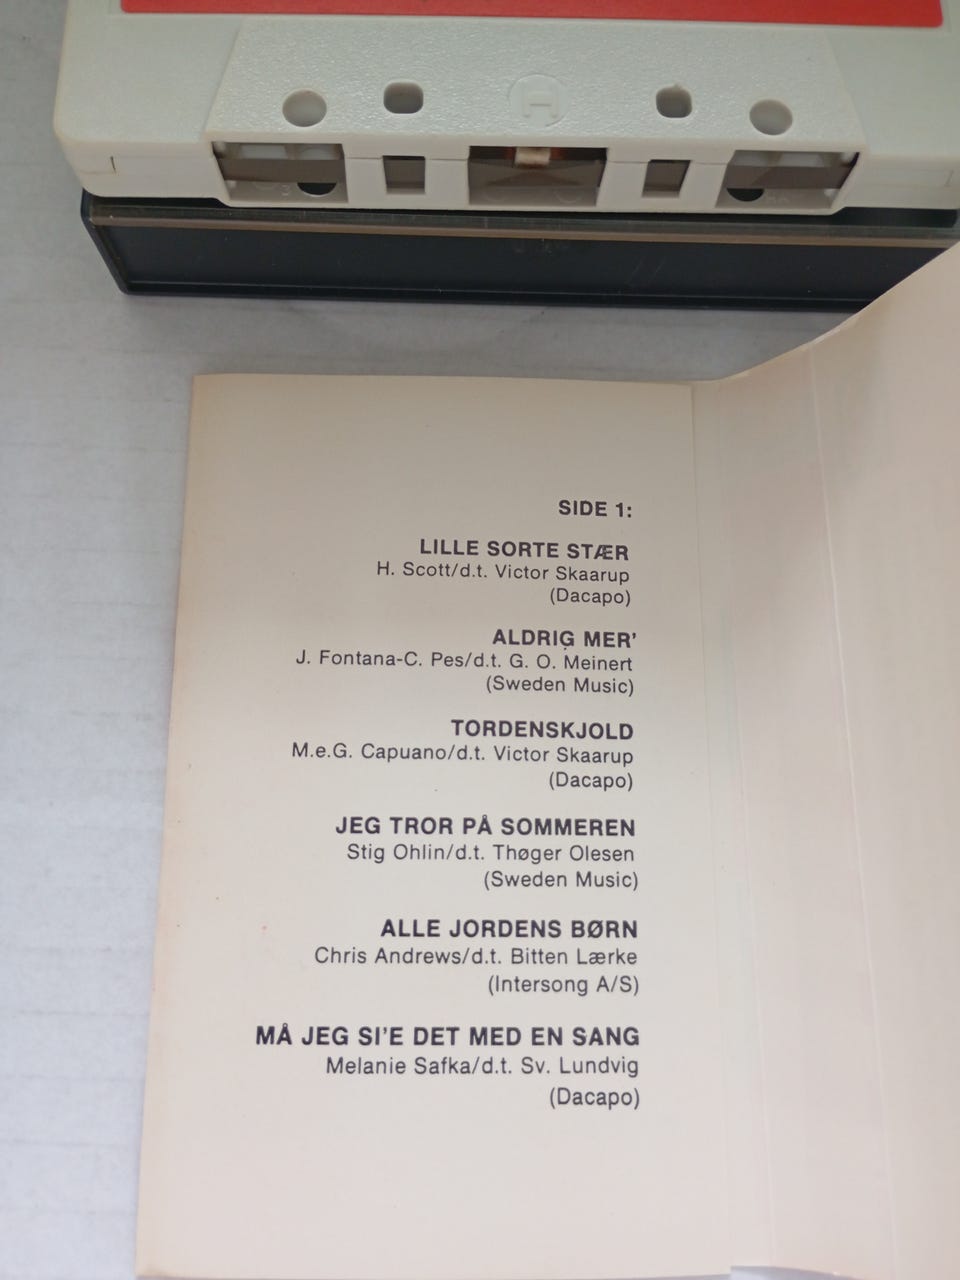 SIDE 1:
LILLE SORTE STÆR
H. Scott/d.t. Victor Skaarup
(Dacapo)
ALDRIG MER'
J. Fontana-C. Pes/d.t. G. O. Meinert
(Sweden Music)
TORDENSKJOLD
M.e.G. Capuano/d.t. Victor Skaarup
(Dacapo)
JEG TROR PÅ SOMMEREN
Stig Ohlin/d.t. Thøger Olesen
(Sweden Music)
ALLE JORDENS BØRN
Chris Andrews/d.t. Bitten Lærke
(Intersong A/S)
MÅ JEG SI'E DET MED EN SANG
Melanie Safka/d.t. Sv. Lundvig
(Dacapo)